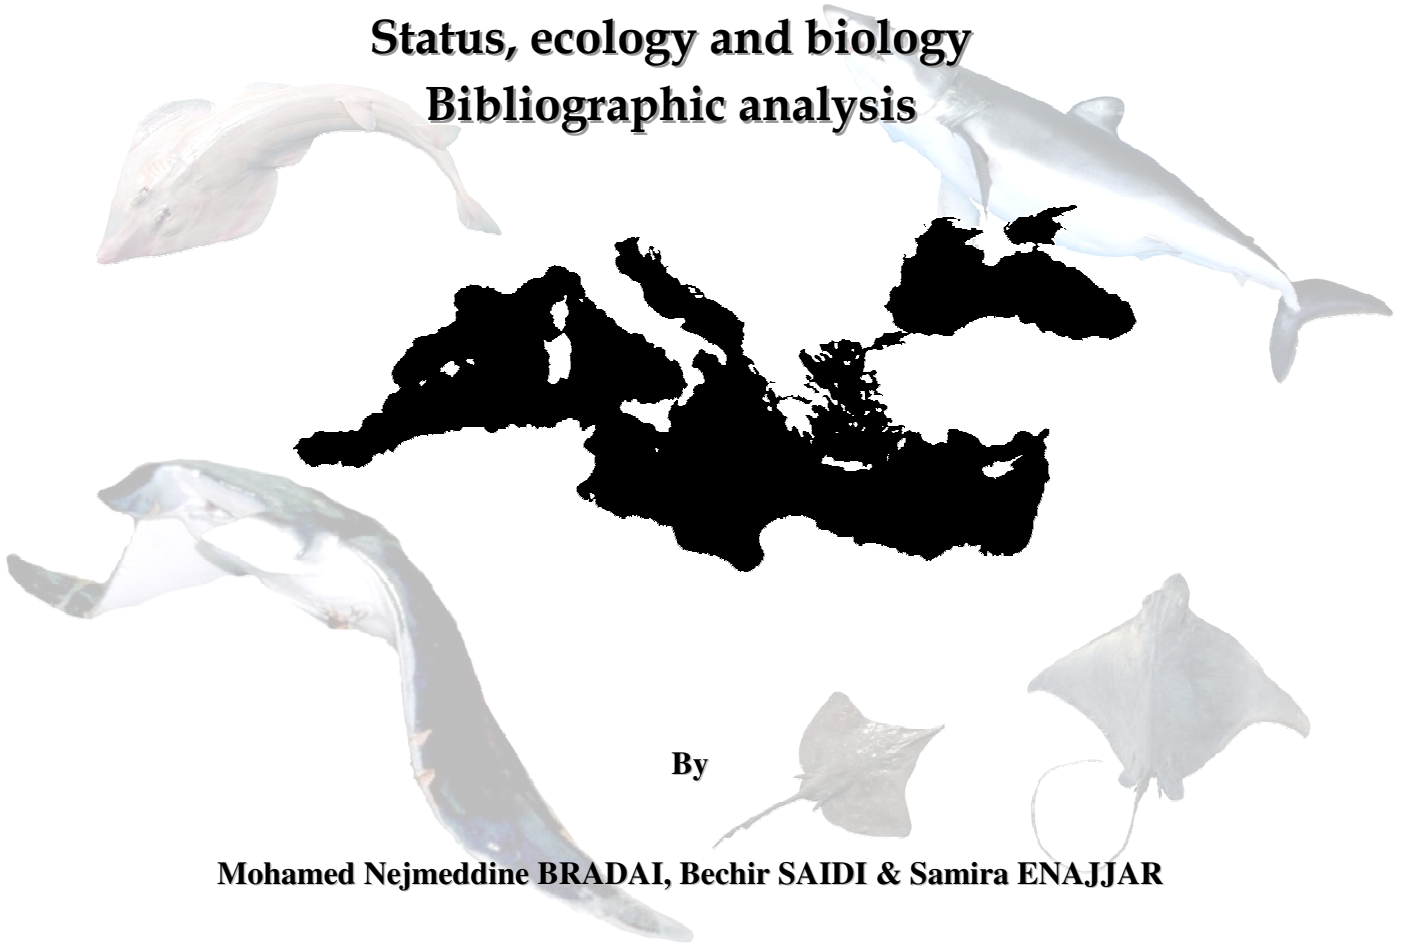 Status, ecology and biology
Bibliographic analysis
By
Mohamed Nejmeddine BRADAI, Bechir SAIDI & Samira ENAJJAR